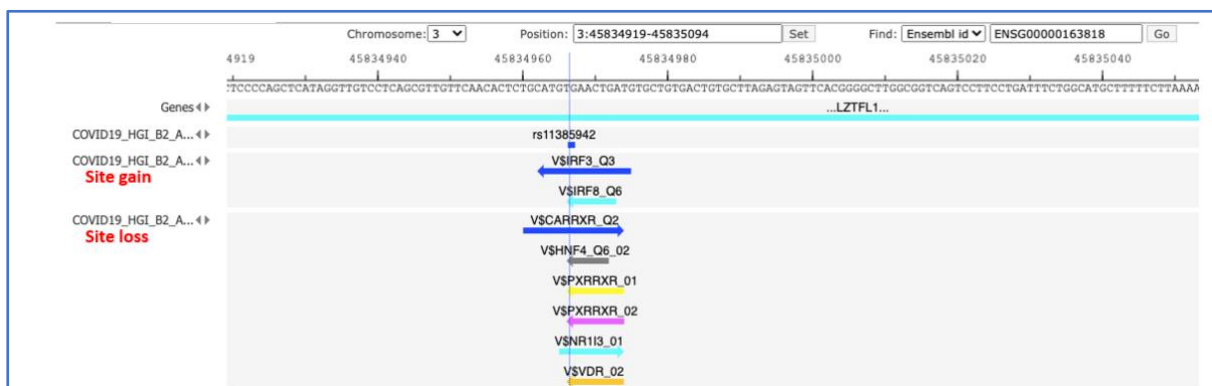 Chromosome: 3 Position: 3:45834919-45835094 Set Find: Ensembl id ENSG00000163818 Go
4919 45834940 45834960 45834980 45835000 45835020 45835040
TCCCCAGCTCATAGGTTGTCCTCAGCGTTGTTCAACACTCTGCATGTGAACTGATGTGCTGTGACTGTGCTTAGAGTAGTTCACGGGGCTTGGCGGTCAGTCCTTCCTGATTTCTGGCATGCTTTTTCTTAAAA
Genes ...LZTFL1...
rs11385942
COVID19_HGI_B2_A...
COVID19_HGI_B2_A... V$IRF3_Q3
Site gain
V$IRF8_Q6
COVID19_HGI_B2_A... V$CARRXR_Q2
Site loss
V$HNF4_Q6_02
V$PXRRXR_01
V$PXRRXR_02
V$NR1I3_01
V$VDR_02